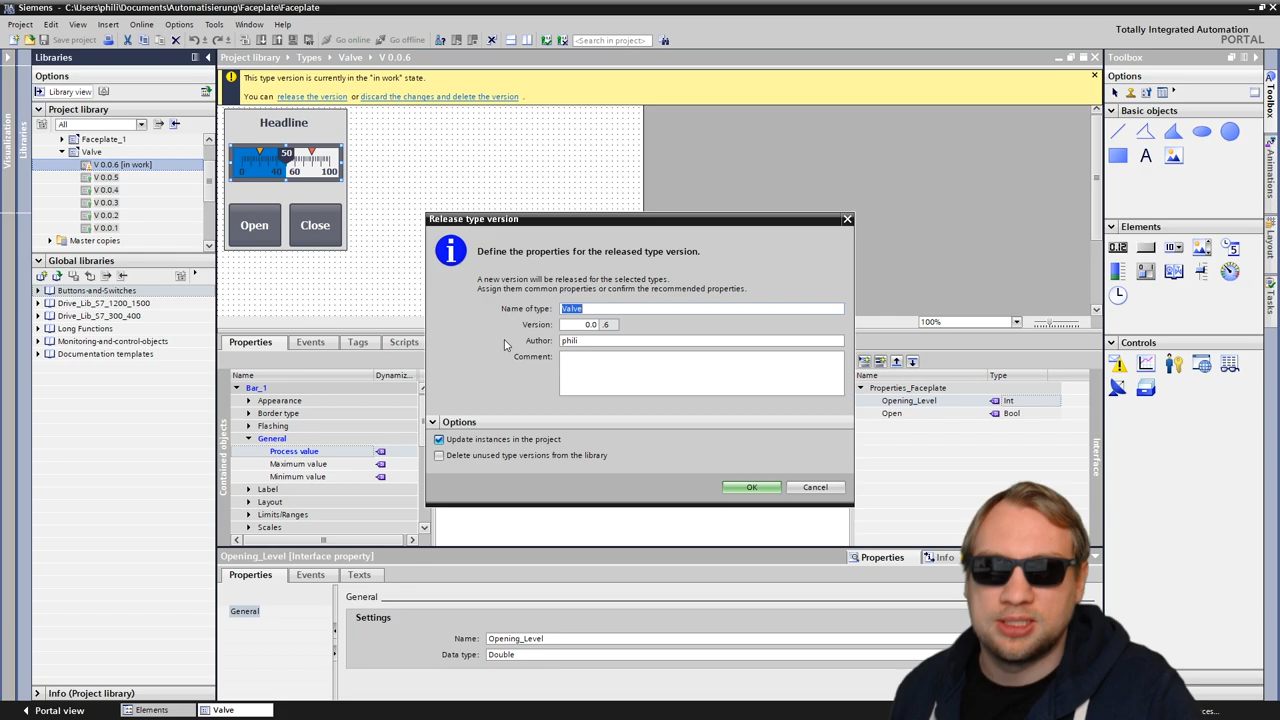 Siemens - C:\Users\phili\Documents\Automatisierung\Faceplate\Faceplate
Project Edit View Insert Online Options Tools Window Help
Totally Integrated Automation
PORTAL
Save project
Go online
Go offline
<Search in project>
Libraries
Project library › Types › Valve › V 0.0.6
Toolbox
Options
Library view
Project library
All
Faceplate_1
Valve
V 0.0.6 [in work]
V 0.0.5
V 0.0.4
V 0.0.3
V 0.0.2
V 0.0.1
Master copies
Global libraries
Buttons-and-Switches
Drive_Lib_S7_1200_1500
Drive_Lib_S7_300_400
Long Functions
Documentation templates
Info (Project library)
Visualization
Libraries
This type version is currently in the "in work" state.
You can release the version or discard the changes and delete the version .
Headline
50
0 40 60 100
Open
Close
Release type version
Define the properties for the released type version.
A new version will be released for the selected types.
Assign them common properties or confirm the recommended properties.
Name of type: Valve
Version: 0.0 .6
Author: phili
Comment:
Options
Update instances in the project
Delete unused type versions from the library
OK
Cancel
100%
Properties Events Tags Scripts
Name Dynamiz...
Bar_1
Appearance
Border type
Flashing
General
Process value
Maximum value
Minimum value
Label
Layout
Limits/Ranges
Scales
Contained objects
Name Type
Properties_Faceplate
Opening_Level Int
Open Bool
Interface
Opening_Level [Interface property]
Properties
Info
Properties Events Texts
General
General
Settings
Name: Opening_Level
Data type: Double
Options
Basic objects
Elements
Controls
Toolbox
Animations
Layout
Portal view
Elements
Valve